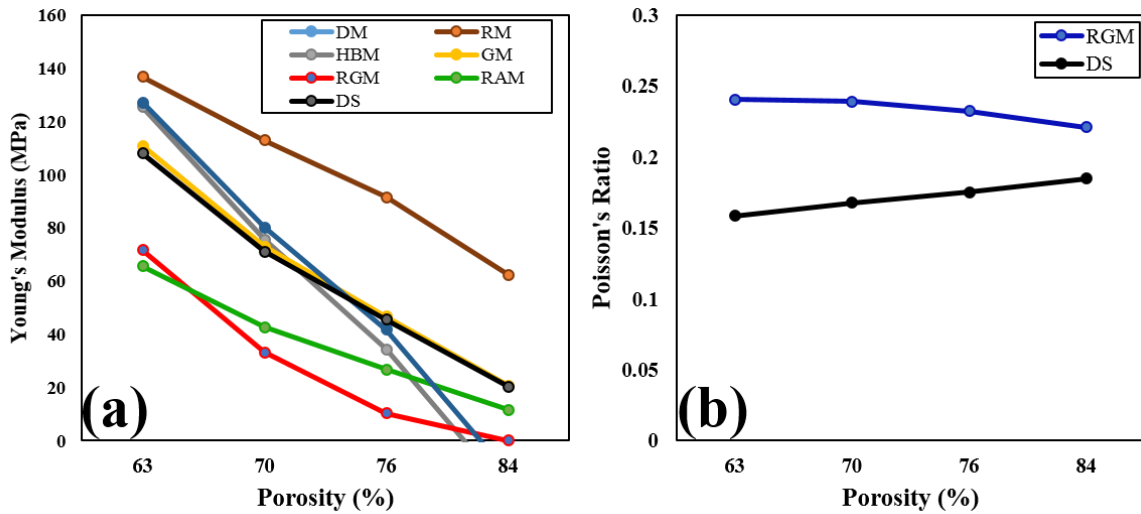 160
140
120
100
80
60
40
20
0
Young's Modulus (MPa)
DM RM
HBM GM
RGM RAM
DS
(a)
63 70 76 84
Porosity (%)
0.3
0.25
0.2
0.15
0.1
0.05
0
Poisson's Ratio
RGM
DS
(b)
63 70 76 84
Porosity (%)